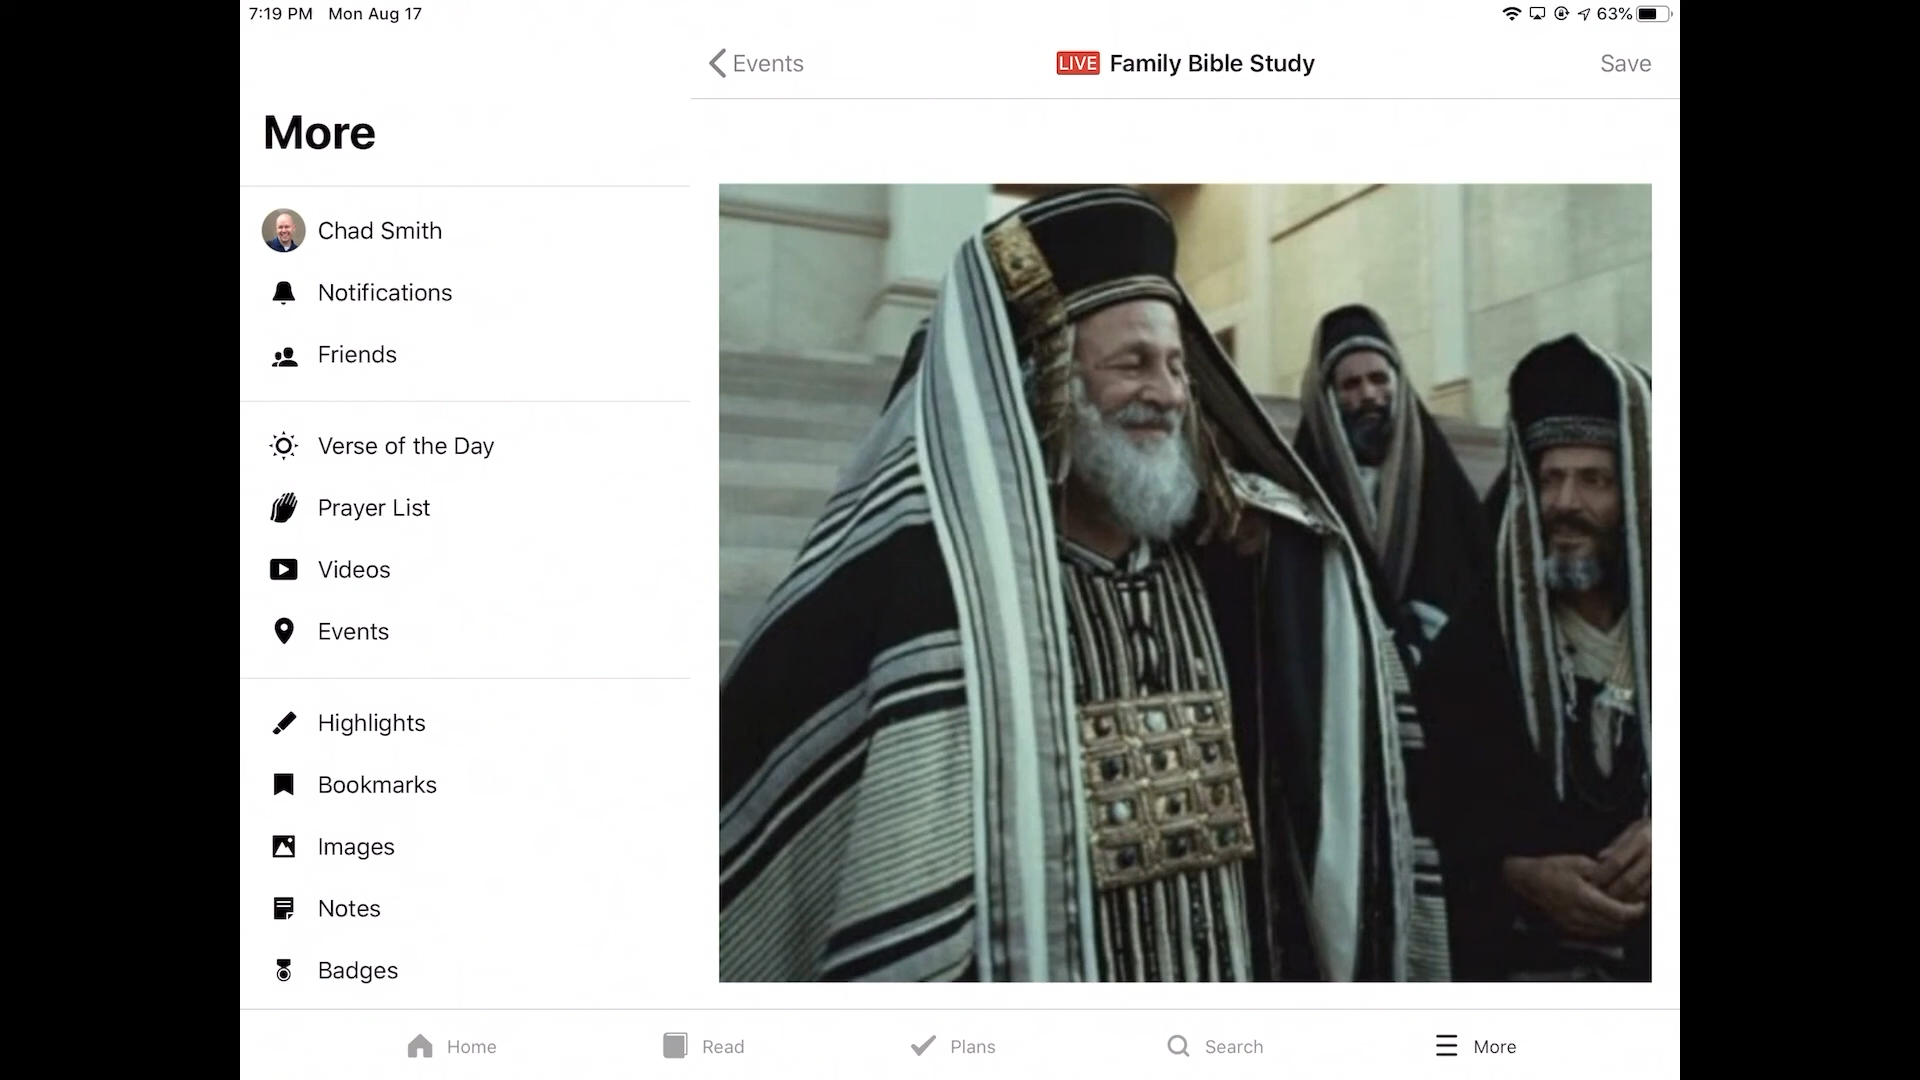 7:19 PM Mon Aug 17
63%
Events
LIVE Family Bible Study
Save
More
Chad Smith
Notifications
Friends
Verse of the Day
Prayer List
Videos
Events
Highlights
Bookmarks
Images
Notes
Badges
Home
Read
Plans
Search
More